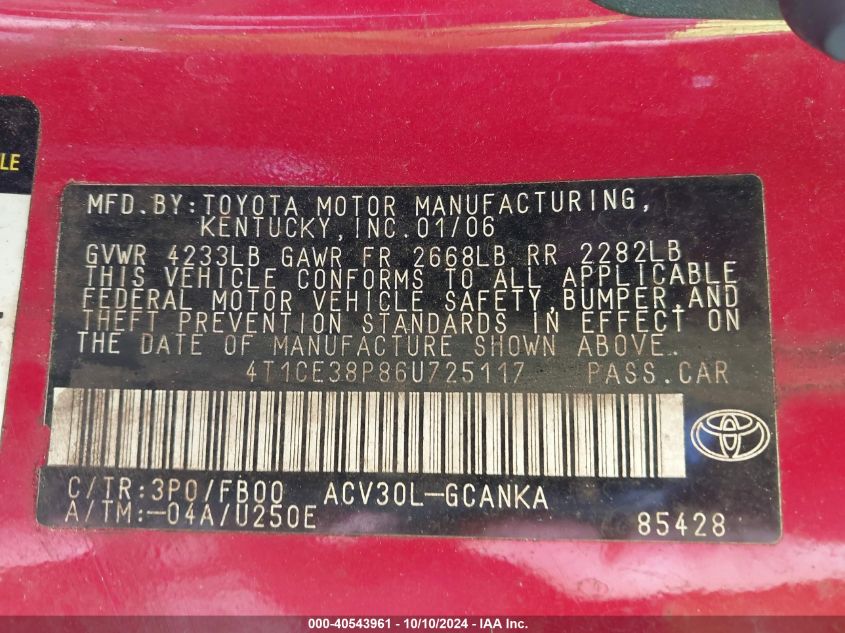 LE
MFD.BY:TOYOTA MOTOR MANUFACTURING,
KENTUCKY,INC.01/06
GVWR 4233LB GAWR FR 2668LB RR 2282LB
THIS VEHICLE CONFORMS TO ALL APPLICABLE
FEDERAL MOTOR VEHICLE SAFETY,BUMPER,AND
THEFT PREVENTION STANDARDS IN EFFECT ON
THE DATE OF MANUFACTURE SHOWN ABOVE.
4T1CE38P86U725117 PASS.CAR
C/TR:3P0/FB00 ACV30L-GCANKA
A/TM:-04A/U250E 85428
000-40543961 - 10/10/2024 - IAA Inc.